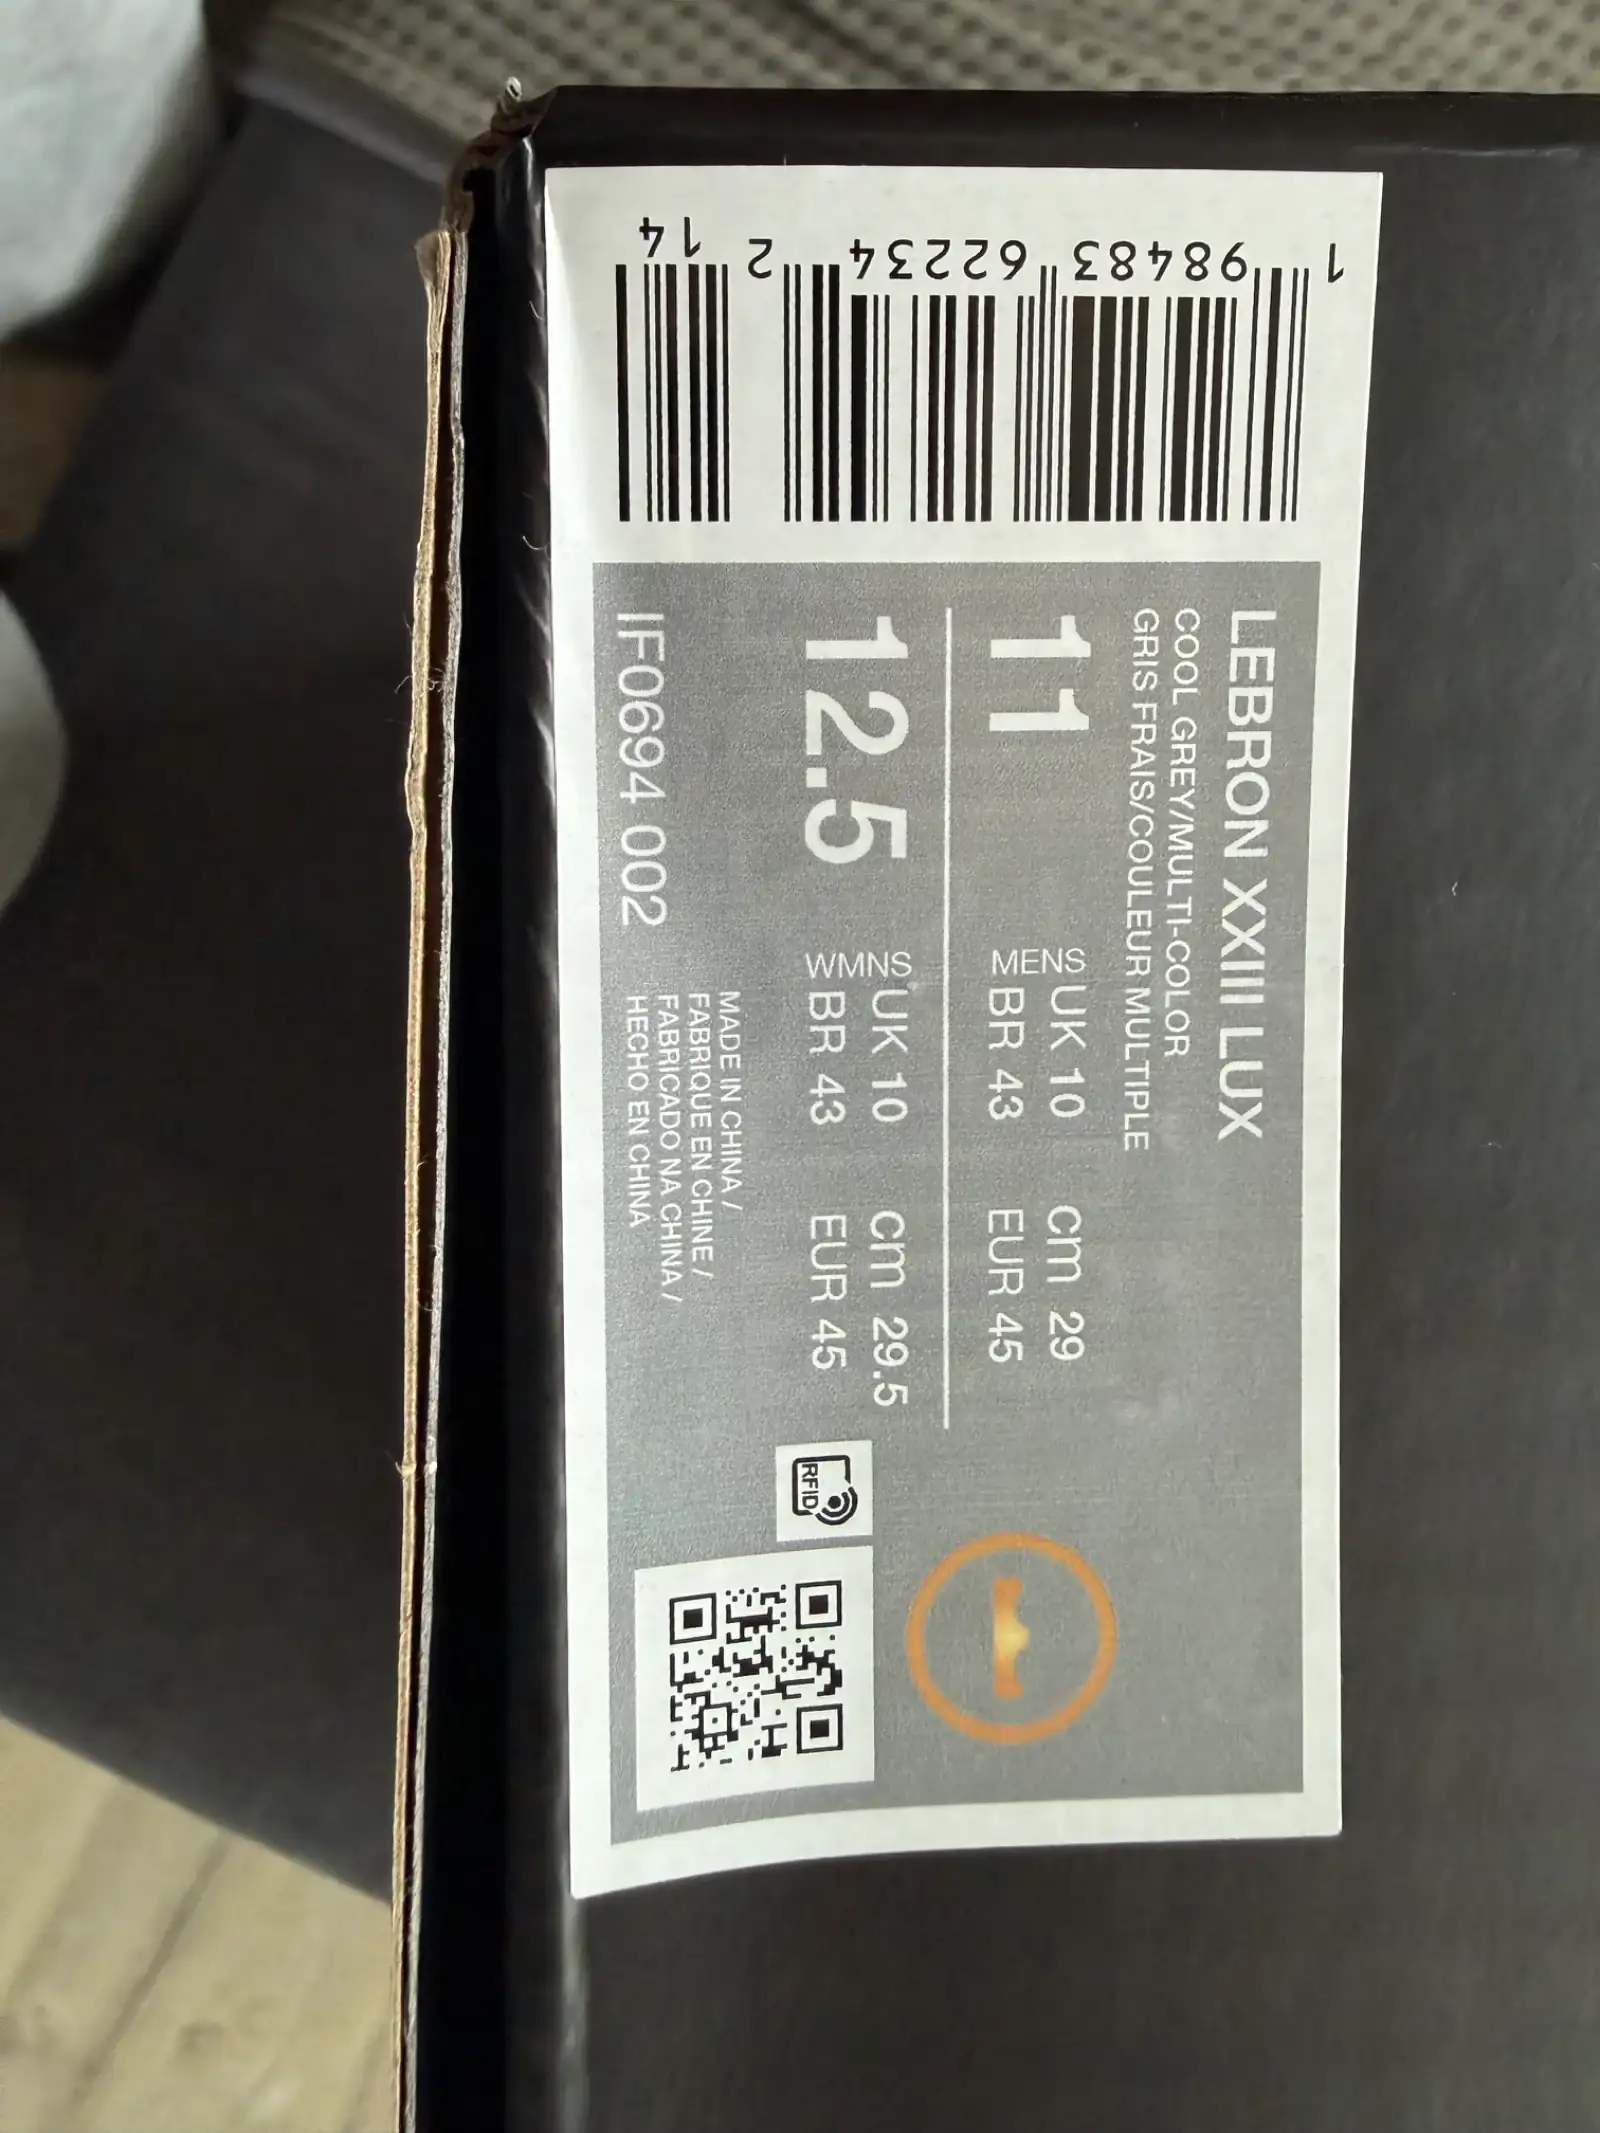 LEBRON XXIII LUX
COOL GREY/MULTI-COLOR
GRIS FRAIS/COULEUR MULTIPLE
11
MENS
UK 10 cm 29
BR 43 EUR 45
12.5
WMNS
UK 10 cm 29.5
BR 43 EUR 45
IF0694 002
MADE IN CHINA /
FABRIQUE EN CHINE /
FABRICADO NA CHINA /
HECHO EN CHINA
RFID
1 98483 62234 2 14